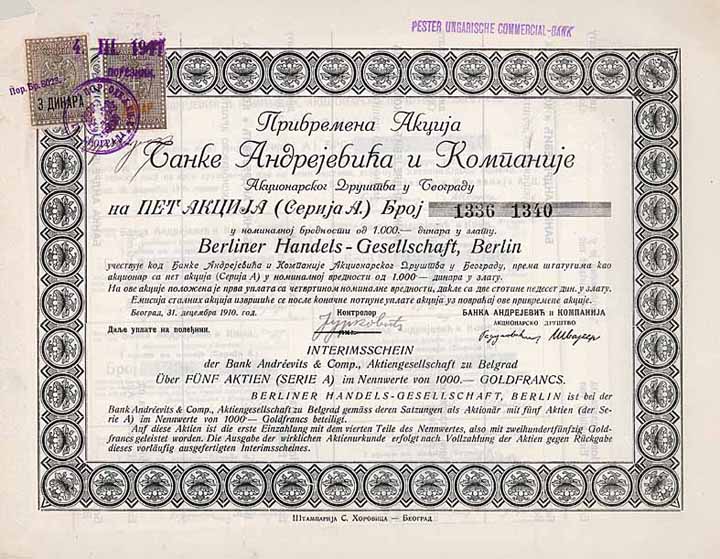 PESTER UNGARISCHE COMMERCIAL-BANK
4. III 1911
Пор. Бр. 6022.
3 ДИНАРА
ПОРЕЗНИК.
Привремена Акција
Банке Андрејевића и Компаније
Акционарског Друштва у Београду
на ПЕТ АКЦИЈА (Серија А.) Број 1336 1340
у номиналној вредности од 1.000.— динара у злату.
Berliner Handels-Gesellschaft, Berlin
учествује код Банке Андрејевића и Компаније Акционарског Друштва у Београду, према штатутима као
акционар са пет акција (Серија А) у номиналној вредности од 1.000— динара у злату.
На ове акције положена је прва уплата са четвртином номиналне вредности, дакле са две стотине педесет дин. у злату.
Емисија сталних акција извршиће се после коначне потпуне уплате акција уз повраћај ове привремене акције.
Београд, 31. децембра 1910. год.
Контролор
БАНКА АНДРЕЈЕВИЋ и КОМПАНИЈА
АКЦИОНАРСКО ДРУШТВО
Даље уплате на полеђини.
INTERIMSSCHEIN
der Bank Andréevits & Comp., Aktiengesellschaft zu Belgrad
Über FÜNF AKTIEN (SERIE A) im Nennwerte von 1000.— GOLDFRANCS.
BERLINER HANDELS-GESELLSCHAFT, BERLIN ist bei der
Bank Andréevits & Comp., Aktiengesellschaft zu Belgrad gemäss deren Satzungen als Aktionär mit fünf Aktien (der Se-
rie A) im Nennwerte von 1000— Goldfrancs beteiligt.
Auf diese Aktien ist die erste Einzahlung mit dem vierten Teile des Nennwertes, also mit zweihundertfünfzig Gold-
francs geleistet worden. Die Ausgabe der wirklichen Aktienurkunde erfolgt nach Vollzahlung der Aktien gegen Rückgabe
dieses vorläufig ausgefertigten Interimsscheines.
Штампарија С. Хоровица — Београд